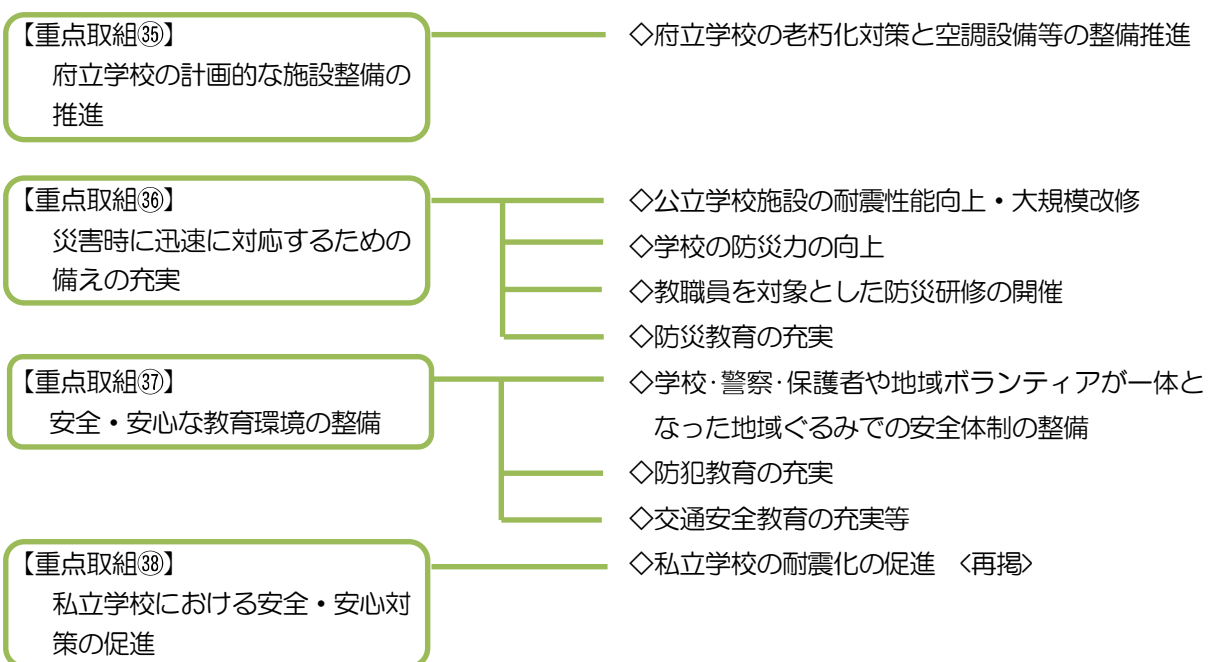 【重点取組㉟】
府立学校の計画的な施設整備の
推進
◇府立学校の老朽化対策と空調設備等の整備推進
【重点取組㊱】
災害時に迅速に対応するための
備えの充実
◇公立学校施設の耐震性能向上・大規模改修
◇学校の防災力の向上
◇教職員を対象とした防災研修の開催
◇防災教育の充実
【重点取組㊲】
安全・安心な教育環境の整備
◇学校･警察･保護者や地域ボランティアが一体と
なった地域ぐるみでの安全体制の整備
◇防犯教育の充実
◇交通安全教育の充実等
【重点取組㊳】
私立学校における安全・安心対
策の促進
◇私立学校の耐震化の促進　〈再掲〉